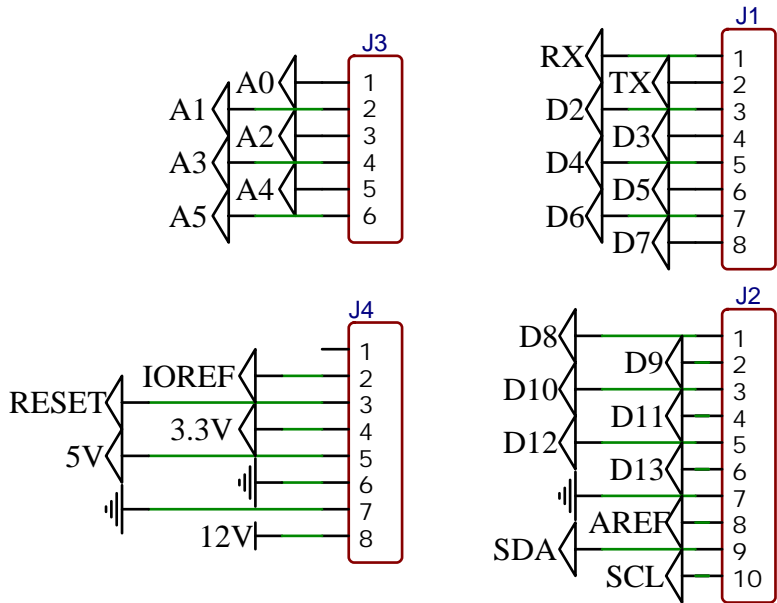 J3
A0 1
A1 2
A2 3
A3 4
A4 5
A5 6
J1
RX 1
TX 2
D2 3
D3 4
D4 5
D5 6
D6 7
D7 8
J4
1
IOREF 2
RESET 3
3.3V 4
5V 5
6
7
12V 8
J2
D8 1
D9 2
D10 3
D11 4
D12 5
D13 6
7
AREF 8
SDA 9
SCL 10